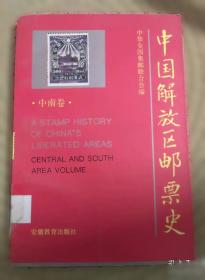 中华全国集邮联合会编
中国解放区邮票史
·中南卷·
A STAMP HISTORY
OF CHINA'S
LIBERATED AREAS
CENTRAL AND SOUTH
AREA VOLUME
安徽教育出版社